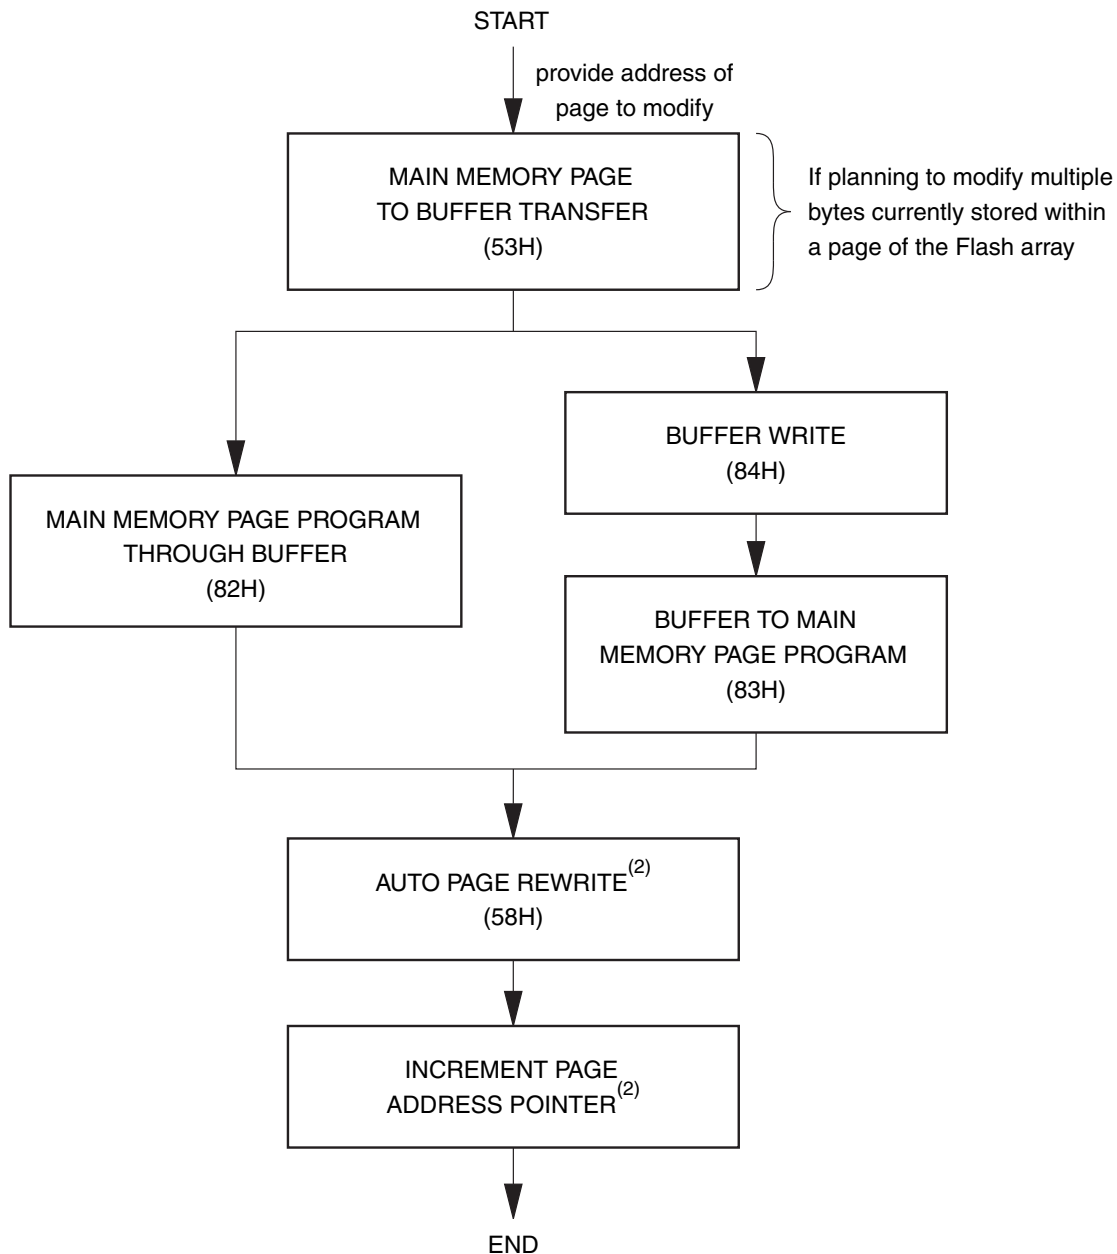 START
provide address of
page to modify
MAIN MEMORY PAGE
TO BUFFER TRANSFER
(53H)
If planning to modify multiple
bytes currently stored within
a page of the Flash array
BUFFER WRITE
(84H)
MAIN MEMORY PAGE PROGRAM
THROUGH BUFFER
(82H)
BUFFER TO MAIN
MEMORY PAGE PROGRAM
(83H)
AUTO PAGE REWRITE(2)
(58H)
INCREMENT PAGE
ADDRESS POINTER(2)
END